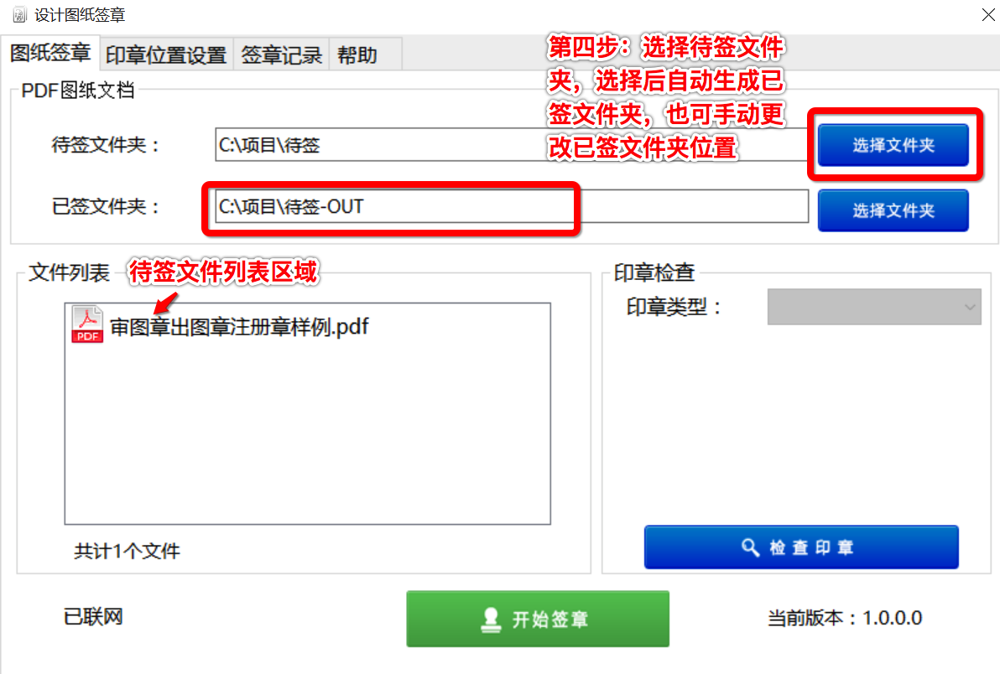 设计图纸签章
图纸签章 印章位置设置 签章记录 帮助
第四步：选择待签文件
夹，选择后自动生成已
签文件夹，也可手动更
改已签文件夹位置
PDF图纸文档
待签文件夹： C:\项目\待签 选择文件夹
已签文件夹： C:\项目\待签-OUT 选择文件夹
文件列表 待签文件列表区域
PDF 审图章出图章注册章样例.pdf
共计1个文件
印章检查
印章类型：
检查印章
已联网 开始签章 当前版本：1.0.0.0